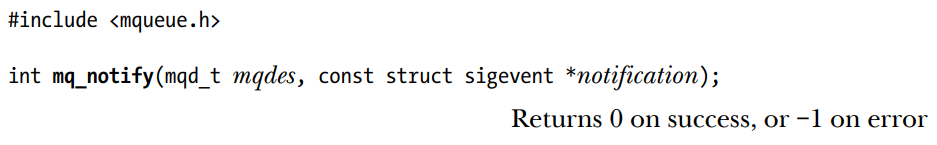 #include <mqueue.h>
int mq_notify(mqd_t mqdes, const struct sigevent *notification);
Returns 0 on success, or −1 on error